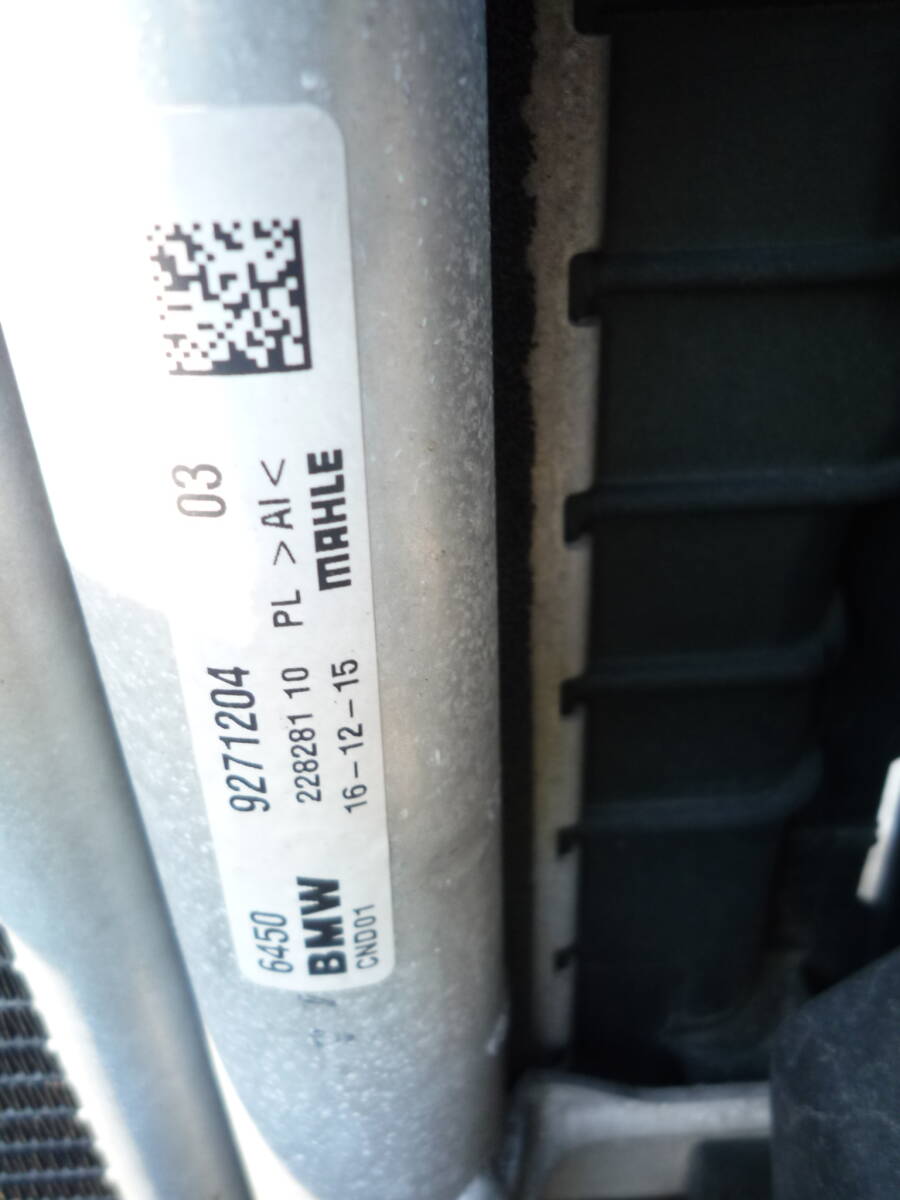 6450 9271204 03
BMW 228281 10 PL >Al<
CND01 16-12-15 MAHLE